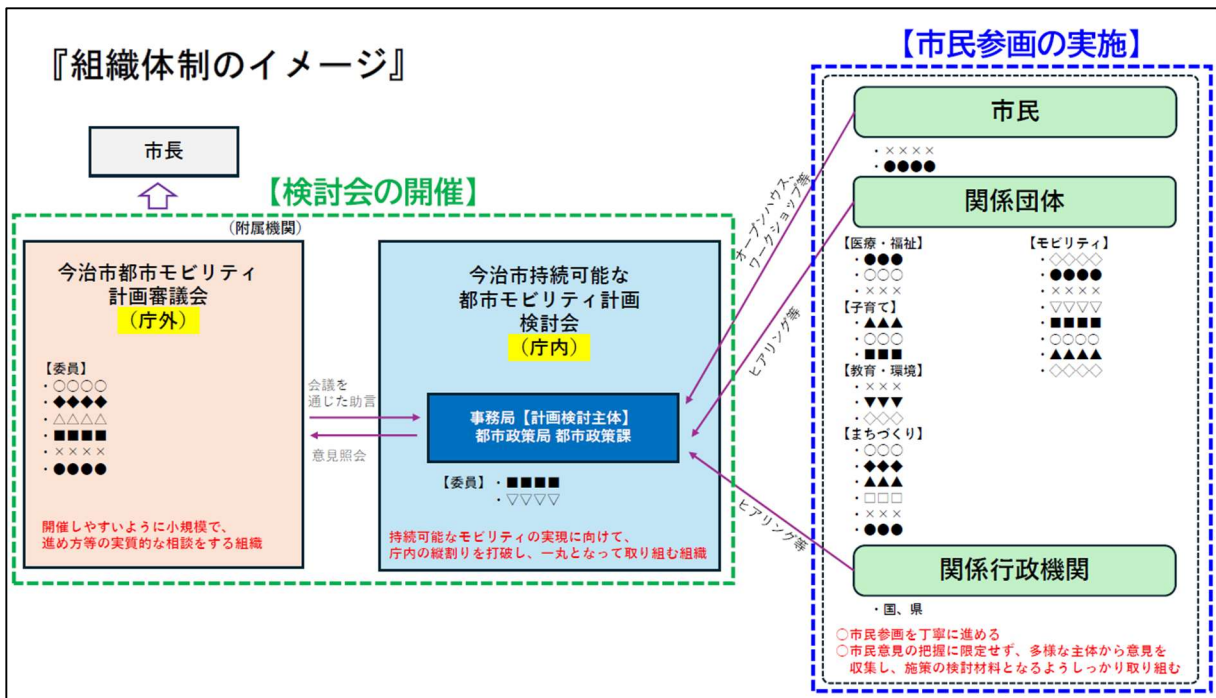 『組織体制のイメージ』
市長
【検討会の開催】
(附属機関)
今治市都市モビリティ
計画審議会
(庁外)
【委員】
・○○○○
・◆◆◆◆
・△△△△
・■■■■
・××××
・●●●●
開催しやすいように小規模で、
進め方等の実質的な相談をする組織
会議を
通じた助言
意見照会
今治市持続可能な
都市モビリティ計画
検討会
(庁内)
事務局【計画検討主体】
都市政策局 都市政策課
【委員】・■■■■
・▽▽▽▽
持続可能なモビリティの実現に向けて、
庁内の縦割りを打破し、一丸となって取り組む組織
オープンハウス、
ワークショップ等
ヒアリング等
ヒアリング等
【市民参画の実施】
市民
・××××
・●●●●
関係団体
【医療・福祉】
・●●●
・○○○
・×××
【子育て】
・▲▲▲
・○○○
・■■■
【教育・環境】
・×××
・▼▼▼
・◇◇◇
【まちづくり】
・○○○
・◆◆◆
・▲▲▲
・□□□
・×××
・●●●
【モビリティ】
・◇◇◇◇
・●●●●
・××××
・▽▽▽▽
・■■■■
・○○○○
・▲▲▲▲
・◇◇◇◇
関係行政機関
・国、県
○市民参画を丁寧に進める
○市民意見の把握に限定せず、多様な主体から意見を
収集し、施策の検討材料となるようしっかり取り組む